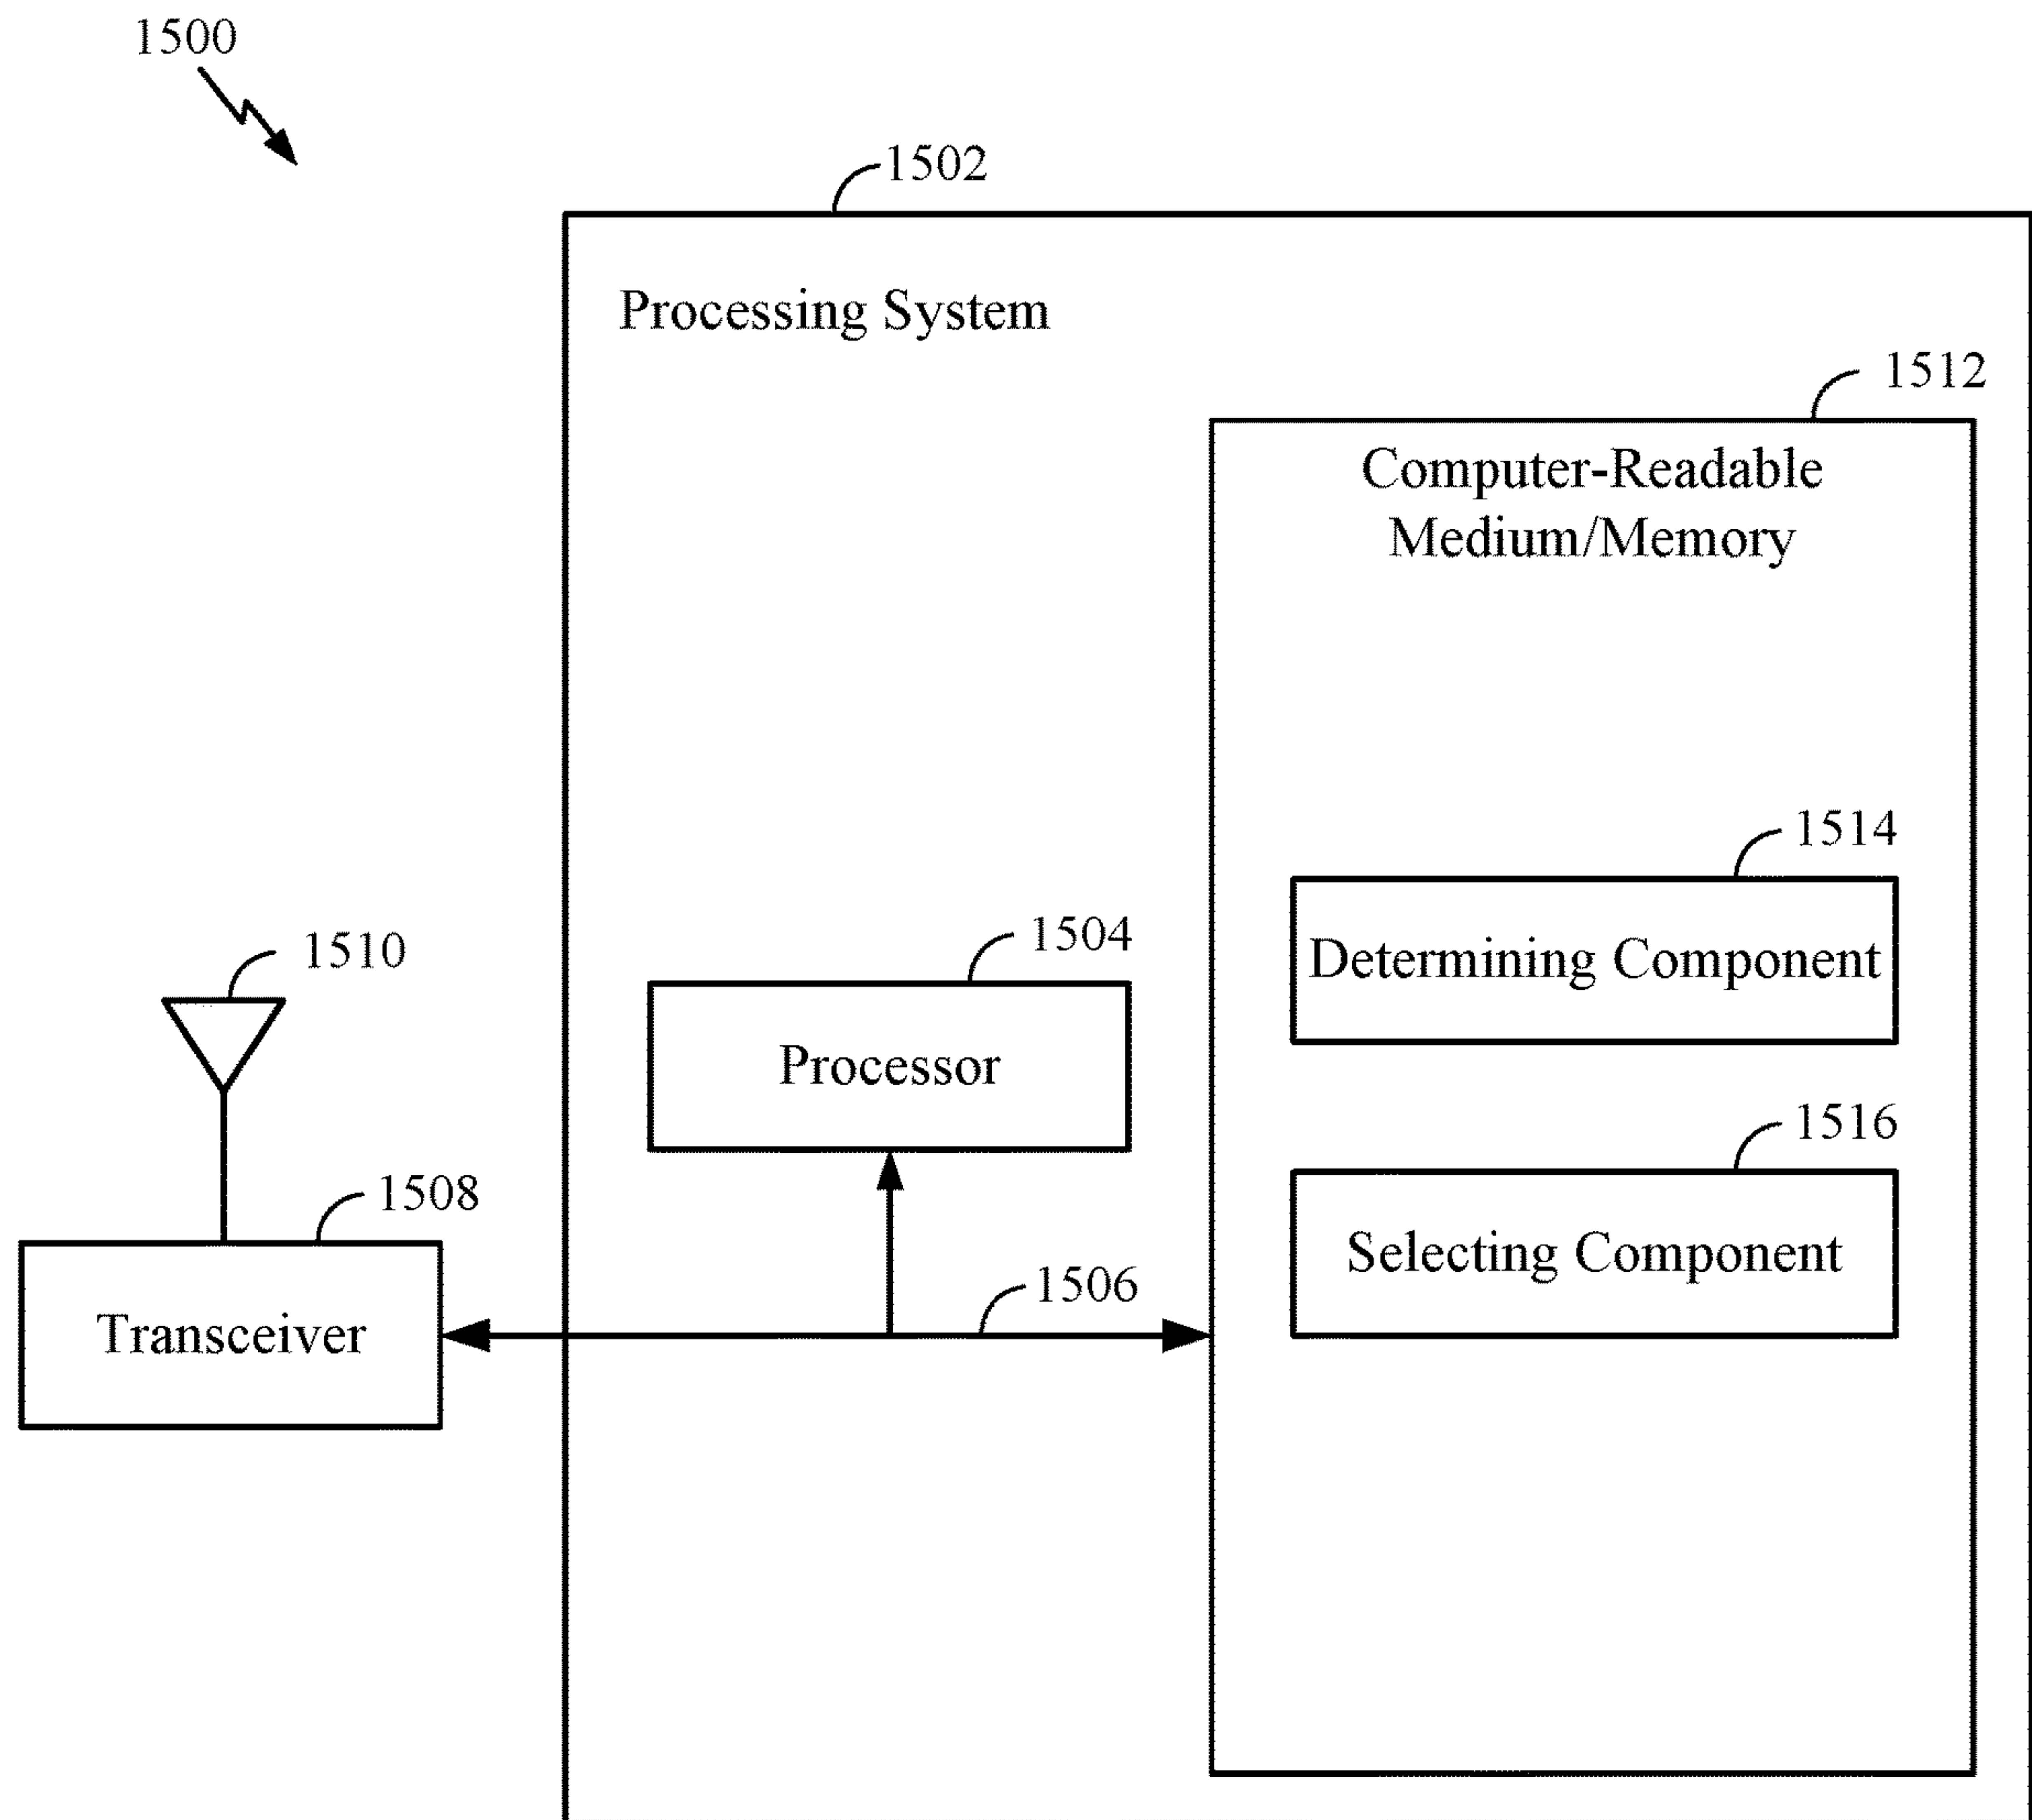 1500
1502
Processing System
1512
Computer-Readable
Medium/Memory
1514
Determining Component
1504
Processor
1510
1516
Selecting Component
1508
Transceiver
1506